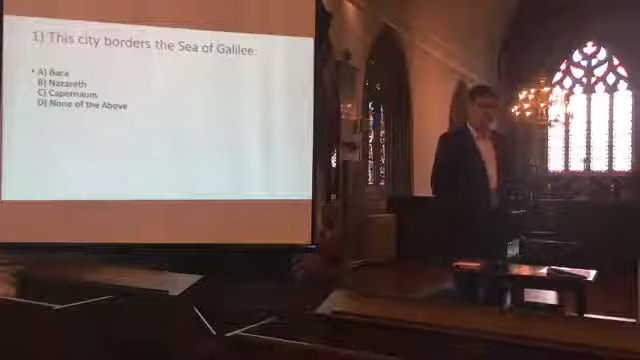 1) This city borders the Sea of Galilee:
• A) Baca
B) Nazareth
C) Capernaum
D) None of the Above